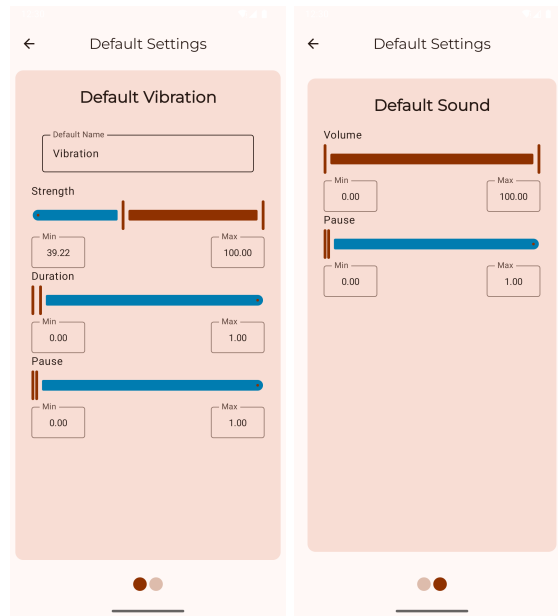 Default Settings
Default Vibration
Default Name
Vibration
Strength
Min
Max
39.22
100.00
Duration
Min
Max
0.00
1.00
Pause
Min
Max
0.00
1.00
Default Settings
Default Sound
Volume
Min
Max
0.00
100.00
Pause
Min
Max
0.00
1.00